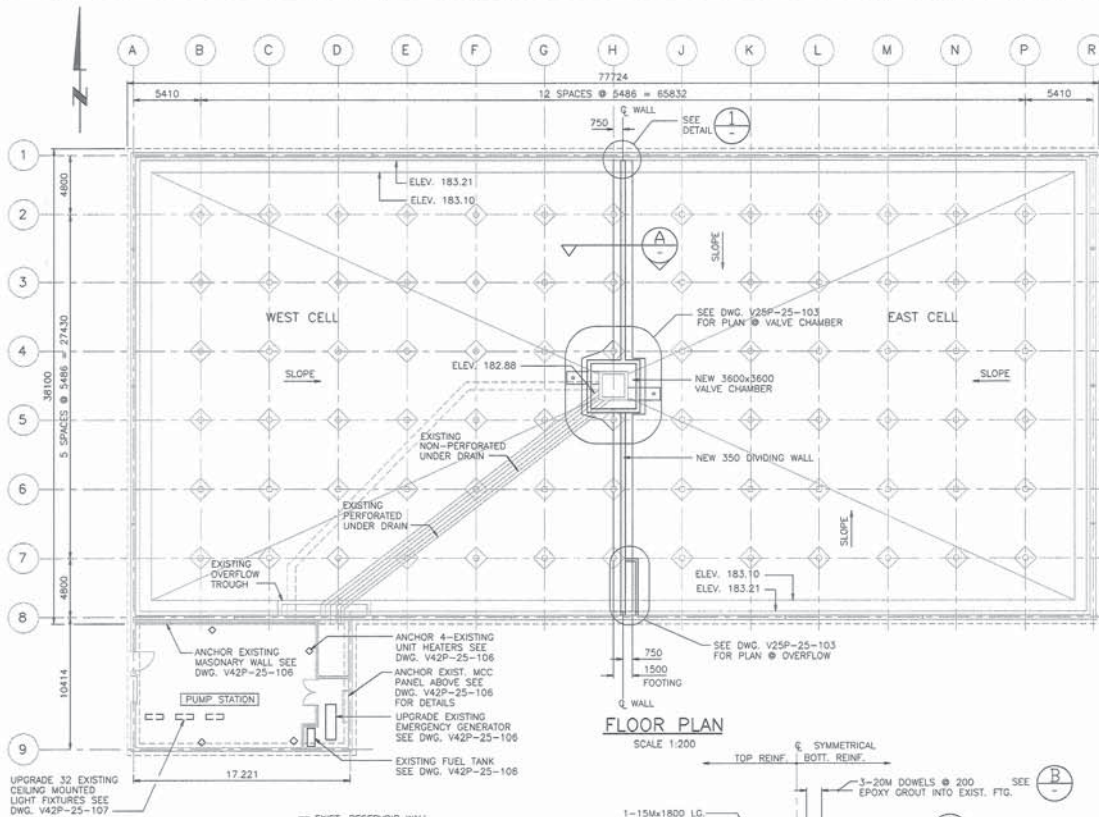 N
A B C D E F G H J K L M N P R
77724
5410
12 SPACES @ 5486 = 65832
5410
℄ WALL
750
SEE
DETAIL
1
-
1
2
3
4
5
6
7
8
9
4800
5 SPACES @ 5486 = 27430
38100
4800
10414
ELEV. 183.21
ELEV. 183.10
A
-
SLOPE
WEST CELL
EAST CELL
SEE DWG. V25P-25-103
FOR PLAN @ VALVE CHAMBER
ELEV. 182.88
SLOPE
NEW 3600x3600
VALVE CHAMBER
SLOPE
EXISTING
NON-PERFORATED
UNDER DRAIN
NEW 350 DIVIDING WALL
EXISTING
PERFORATED
UNDER DRAIN
SLOPE
EXISTING
OVERFLOW
TROUGH
ELEV. 183.10
ELEV. 183.21
SEE DWG. V25P-25-103
FOR PLAN @ OVERFLOW
750
1500
FOOTING
℄ WALL
ANCHOR EXISTING
MASONARY WALL SEE
DWG. V42P-25-106
PUMP STATION
ANCHOR 4-EXISTING
UNIT HEATERS SEE
DWG. V42P-25-106
ANCHOR EXIST. MCC
PANEL ABOVE SEE
DWG. V42P-25-106
FOR DETAILS
UPGRADE EXISTING
EMERGENCY GENERATOR
SEE DWG. V42P-25-106
EXISTING FUEL TANK
SEE DWG. V42P-25-106
17.221
UPGRADE 32 EXISTING
CEILING MOUNTED
LIGHT FIXTURES SEE
DWG. V42P-25-107
FLOOR PLAN
SCALE 1:200
℄ SYMMETRICAL
TOP REINF. BOTT. REINF.
3-20M DOWELS @ 200
EPOXY GROUT INTO EXIST. FTG.
SEE
B
-
1-15Mx1800 LG.
EXIST. RESERVOIR WALL